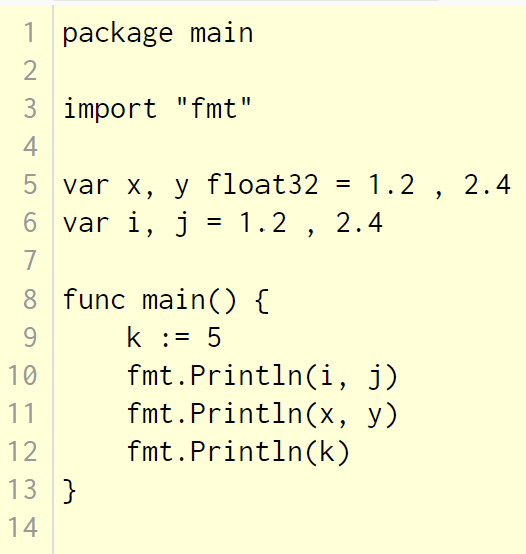 1 package main
2
3 import "fmt"
4
5 var x, y float32 = 1.2 , 2.4
6 var i, j = 1.2 , 2.4
7
8 func main() {
9     k := 5
10     fmt.Println(i, j)
11     fmt.Println(x, y)
12     fmt.Println(k)
13 }
14